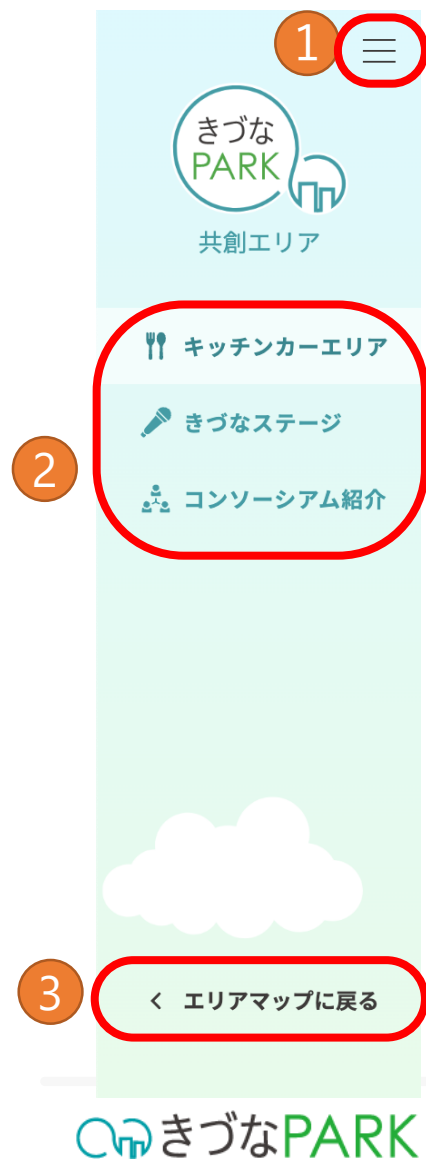 1
きづな
PARK
共創エリア
キッチンカーエリア
きづなステージ
2
コンソーシアム紹介
3
< エリアマップに戻る
きづなPARK